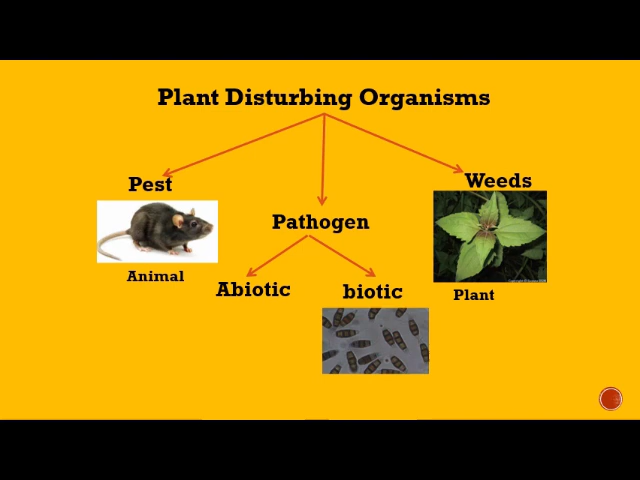 Plant Disturbing Organisms
Pest
Weeds
Pathogen
Animal
Abiotic
biotic
Plant